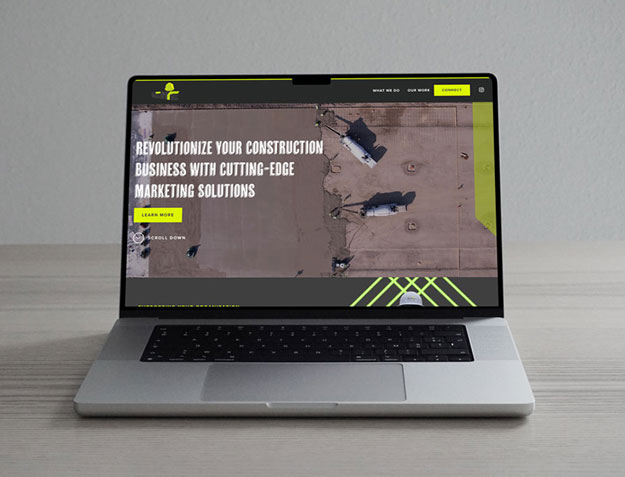 WHAT WE DO
OUR WORK
CONNECT
REVOLUTIONIZE YOUR CONSTRUCTION
BUSINESS WITH CUTTING-EDGE
MARKETING SOLUTIONS
LEARN MORE
SCROLL DOWN